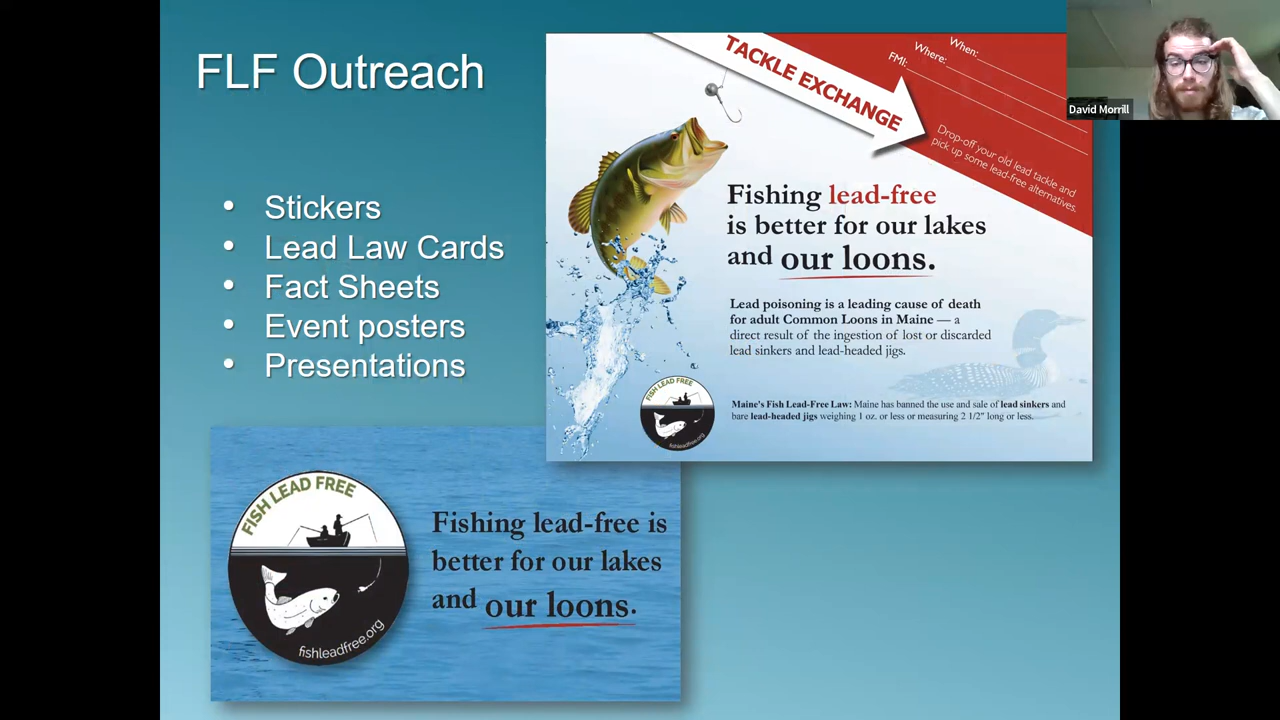 FLF Outreach
• Stickers
• Lead Law Cards
• Fact Sheets
• Event posters
• Presentations
TACKLE EXCHANGE
When:
Where:
FMI:
Drop-off your old lead tackle and
pick up some lead-free alternatives.
Fishing lead-free
is better for our lakes
and our loons.
Lead poisoning is a leading cause of death
for adult Common Loons in Maine — a
direct result of the ingestion of lost or discarded
lead sinkers and lead-headed jigs.
FISH LEAD FREE
fishleadfree.org
Maine's Fish Lead-Free Law: Maine has banned the use and sale of lead sinkers and
bare lead-headed jigs weighing 1 oz. or less or measuring 2 1/2" long or less.
FISH LEAD FREE
fishleadfree.org
Fishing lead-free is
better for our lakes
and our loons.
David Morrill